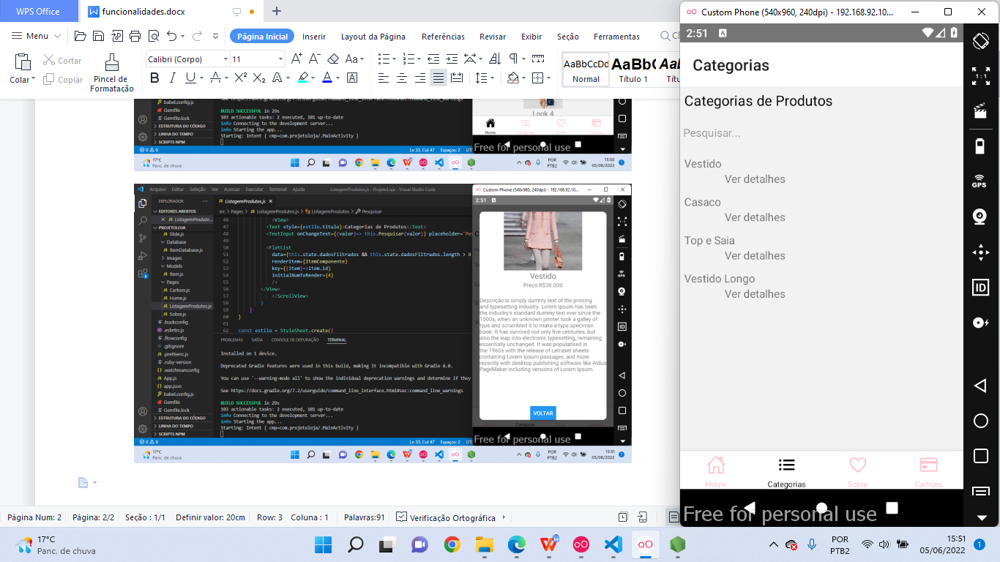 WPS Office
funcionalidades.docx
Menu
Página Inicial
Inserir
Layout da Página
Referências
Revisar
Exibir
Seção
Ferramentas
Colar
Cortar
Copiar
Pincel de
Formatação
Calibri (Corpo)
11
AaBbCcDd
Normal
Título 1
babel.config.js
Gemfile
Gemfile.lock
ESTRUTURA DO CÓDIGO
LINHA DO TEMPO
SCRIPTS NPM
BUILD SUCCESSFUL in 29s
103 actionable tasks: 2 executed, 101 up-to-date
info Connecting to the development server...
info Starting the app...
Starting: Intent { cmp=com.projetoloja/.MainActivity }
Ln 33, Col 47 Espaços: 2
Look 4
Home
Categorias
Sobre
Cartoes
Free for personal use
17°C
Panc. de chuva
POR
PTB2
15:50
05/06/2022
Arquivo Editar Seleção Ver Acessar Executar Terminal Ajuda
ListagemProdutos.js - ProjetoLoja - Visual Studio Code
EXPLORADOR
EDITORES ABERTOS
ListagemProduto...
PROJETOLOJA
Slide.js
Database
ItemDatabase.js
Images
Models
Item.js
Pages
Cartoes.js
Home.js
ListagemProdutos.js
Sobre.js
.buckconfig
.eslintrc.js
.flowconfig
.gitignore
.prettierrc.js
.ruby-version
.watchmanconfig
App.js
app.json
babel.config.js
Gemfile
Gemfile.lock
ESTRUTURA DO CÓDIGO
LINHA DO TEMPO
SCRIPTS NPM
ListagemProdutos.js
src > Pages > ListagemProdutos.js > ListagemProdutos > Pesquisar
46 <View>
47 <Text style={estilo.titulo}>Categorias de Produtos</Text>
48 <TextInput onChangeText={(valor)=> this.Pesquisar(valor)} placeholder='Pes
49
50 <FlatList
51 data={this.state.dadosFiltrados && this.state.dadosFiltrados.length > 0
52 renderItem={ItemComponente}
53 key={(item)=>item.id}
54 initialNumToRender={4}
55 />
56 </View>
57 </ScrollView>
58 )
59 }
60 }
61
62 const estilo = StyleSheet.create({
PROBLEMAS SAÍDA CONSOLE DE DEPURAÇÃO TERMINAL
Installed on 1 device.
Deprecated Gradle features were used in this build, making it incompatible with Gradle 8.0.
You can use '--warning-mode all' to show the individual deprecation warnings and determine if they
See https://docs.gradle.org/7.2/userguide/command_line_interface.html#sec:command_line_warnings
BUILD SUCCESSFUL in 29s
103 actionable tasks: 2 executed, 101 up-to-date
info Connecting to the development server...
info Starting the app...
Starting: Intent { cmp=com.projetoloja/.MainActivity }
Ln 33, Col 47 Espaços: 2
Custom Phone (540x960, 240dpi) - 192.168.92.10...
2:51
Vestido
Preço:R$30.000
Descrição:is simply dummy text of the printing
and typesetting industry. Lorem Ipsum has been
the industry's standard dummy text ever since the
1500s, when an unknown printer took a galley of
type and scrambled it to make a type specimen
book. It has survived not only five centuries, but
also the leap into electronic typesetting, remaining
essentially unchanged. It was popularised in
the 1960s with the release of Letraset sheets
containing Lorem Ipsum passages, and more
recently with desktop publishing software like Aldus
PageMaker including versions of Lorem Ipsum.
VOLTAR
Categorias
Free for personal use
17°C
Panc. de chuva
POR
PTB2
15:51
05/06/2022
Página Num: 2 Página: 2/2 Seção : 1/1 Definir valor: 20cm Row: 3 Coluna : 1 Palavras:91 Verificação Ortográfica
Custom Phone (540x960, 240dpi) - 192.168.92.10...
2:51
Categorias
Categorias de Produtos
Pesquisar...
Vestido
Ver detalhes
Casaco
Ver detalhes
Top e Saia
Ver detalhes
Vestido Longo
Ver detalhes
Home
Categorias
Sobre
Cartoes
Free for personal use
1:1
GPS
ID
17°C
Panc. de chuva
POR
PTB2
15:51
05/06/2022
1